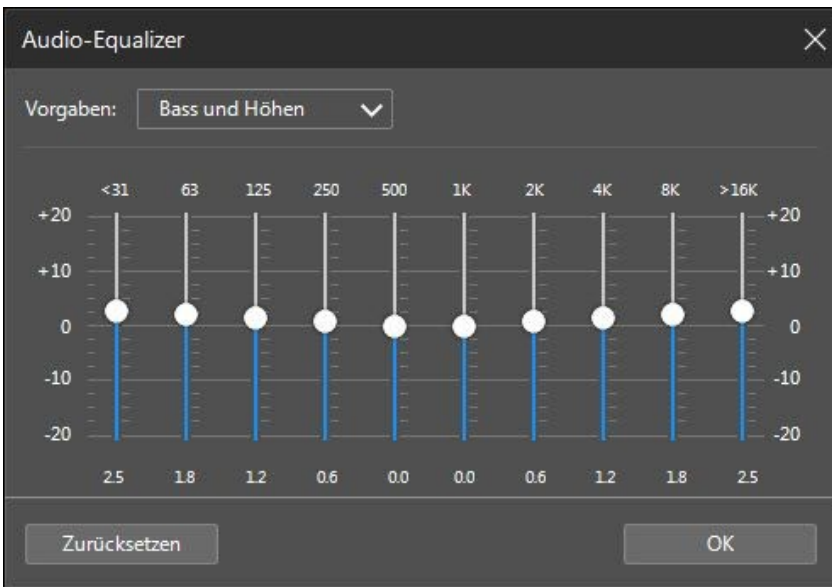 Audio-Equalizer
Vorgaben: Bass und Höhen
<31 63 125 250 500 1K 2K 4K 8K >16K
+20 +20
+10 +10
0 0
-10 -10
-20 -20
2.5 1.8 1.2 0.6 0.0 0.0 0.6 1.2 1.8 2.5
Zurücksetzen OK